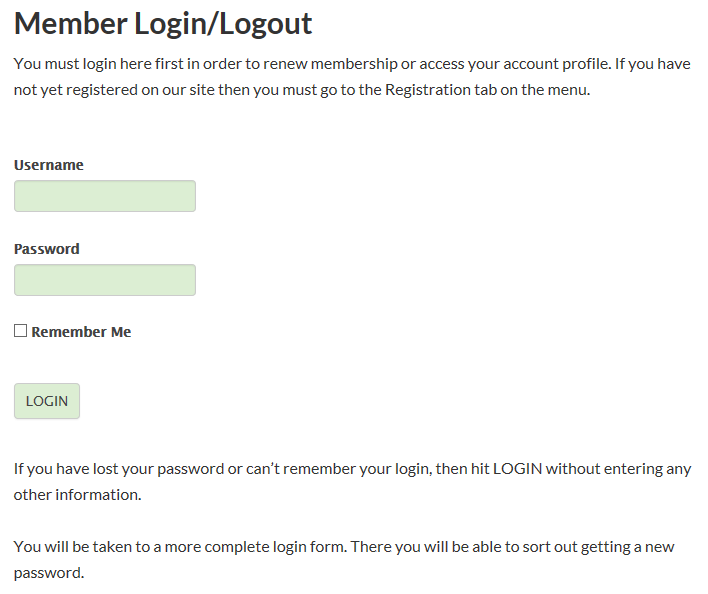 Member Login/Logout
You must login here first in order to renew membership or access your account profile. If you have
not yet registered on our site then you must go to the Registration tab on the menu.
Username
Password
Remember Me
LOGIN
If you have lost your password or can’t remember your login, then hit LOGIN without entering any
other information.
You will be taken to a more complete login form. There you will be able to sort out getting a new
password.